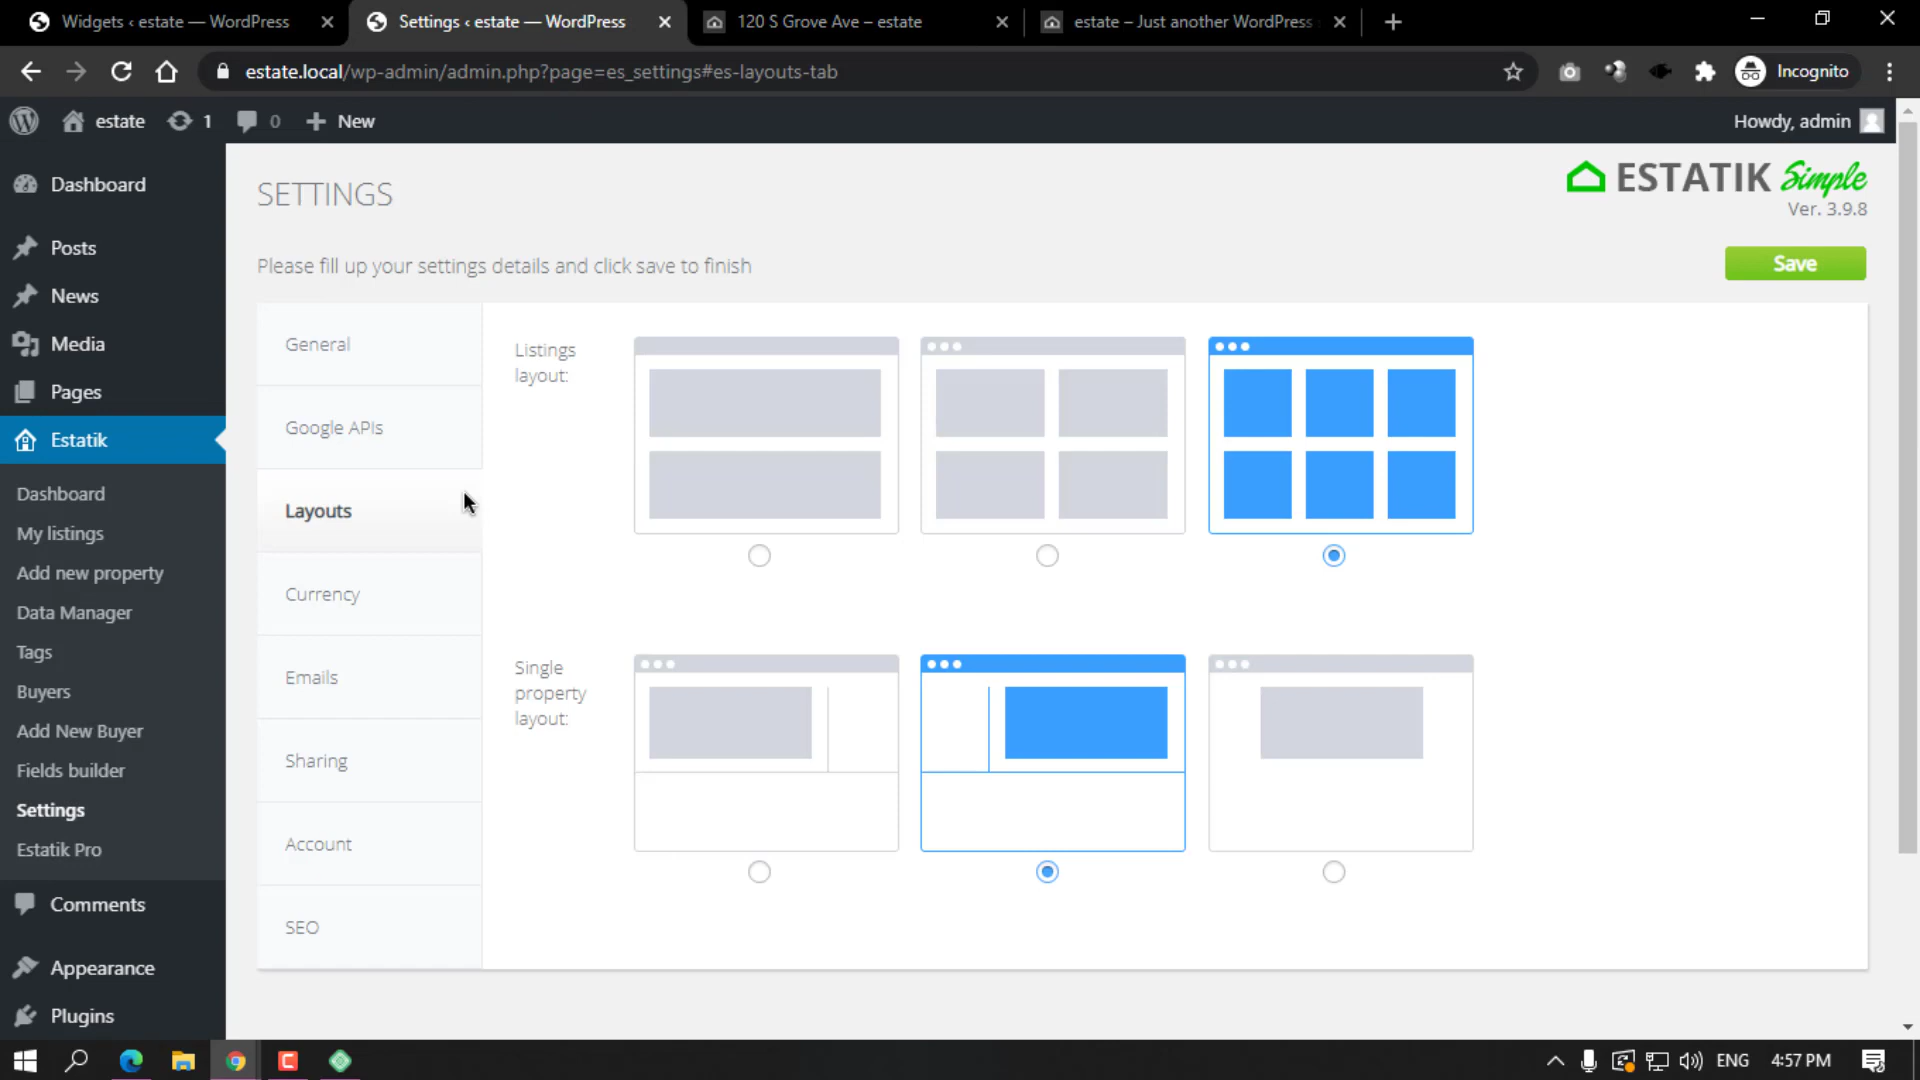 Widgets ‹ estate — WordPress
Settings ‹ estate — WordPress
120 S Grove Ave – estate
estate – Just another WordPress
estate.local/wp-admin/admin.php?page=es_settings#es-layouts-tab
Incognito
estate
1
0
New
Howdy, admin
Dashboard
Posts
News
Media
Pages
Estatik
Dashboard
My listings
Add new property
Data Manager
Tags
Buyers
Add New Buyer
Fields builder
Settings
Estatik Pro
Comments
Appearance
Plugins
SETTINGS
ESTATIK Simple
Ver. 3.9.8
Please fill up your settings details and click save to finish
Save
General
Google APIs
Layouts
Currency
Emails
Sharing
Account
SEO
Listings
layout:
Single
property
layout:
ENG
4:57 PM